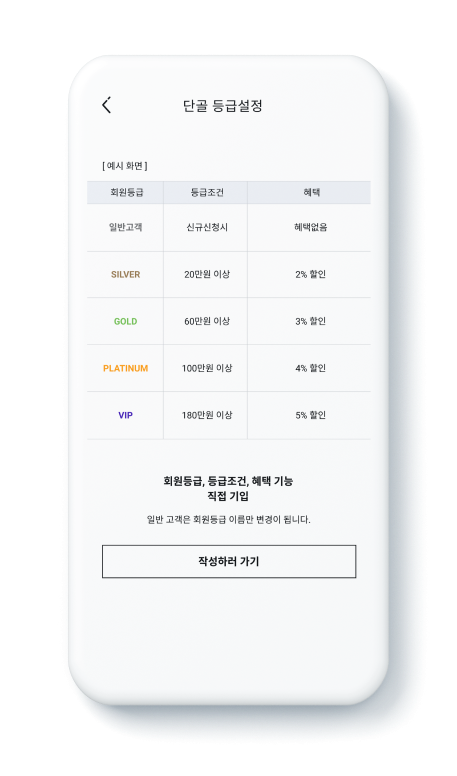 단골 등급설정
[ 예시 화면 ]
회원등급 등급조건 혜택
일반고객 신규신청시 혜택없음
SILVER 20만원 이상 2% 할인
GOLD 60만원 이상 3% 할인
PLATINUM 100만원 이상 4% 할인
VIP 180만원 이상 5% 할인
회원등급, 등급조건, 혜택 기능
직접 기입
일반 고객은 회원등급 이름만 변경이 됩니다.
작성하러 가기